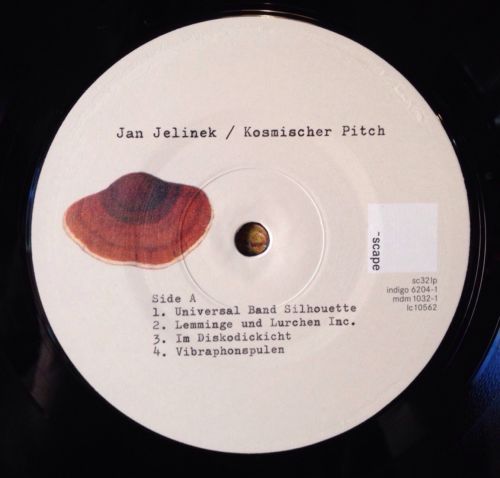 Jan Jelinek / Kosmischer Pitch
-scape
sc32lp
indigo 6204-1
mdm 1032-1
lc10562
Side A
1. Universal Band Silhouette
2. Lemminge und Lurchen Inc.
3. Im Diskodickicht
4. Vibraphonspulen